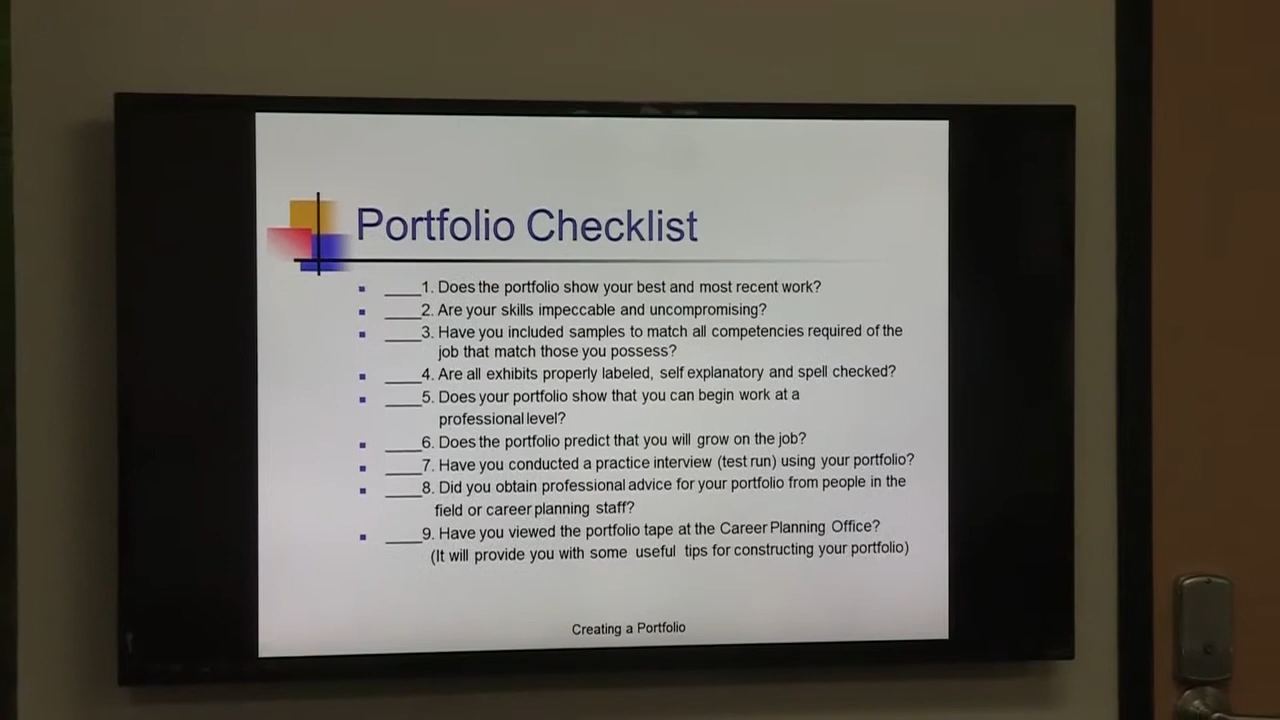 Portfolio Checklist
____1. Does the portfolio show your best and most recent work?
____2. Are your skills impeccable and uncompromising?
____3. Have you included samples to match all competencies required of the
job that match those you possess?
____4. Are all exhibits properly labeled, self explanatory and spell checked?
____5. Does your portfolio show that you can begin work at a
professional level?
____6. Does the portfolio predict that you will grow on the job?
____7. Have you conducted a practice interview (test run) using your portfolio?
____8. Did you obtain professional advice for your portfolio from people in the
field or career planning staff?
____9. Have you viewed the portfolio tape at the Career Planning Office?
(It will provide you with some useful tips for constructing your portfolio)
Creating a Portfolio